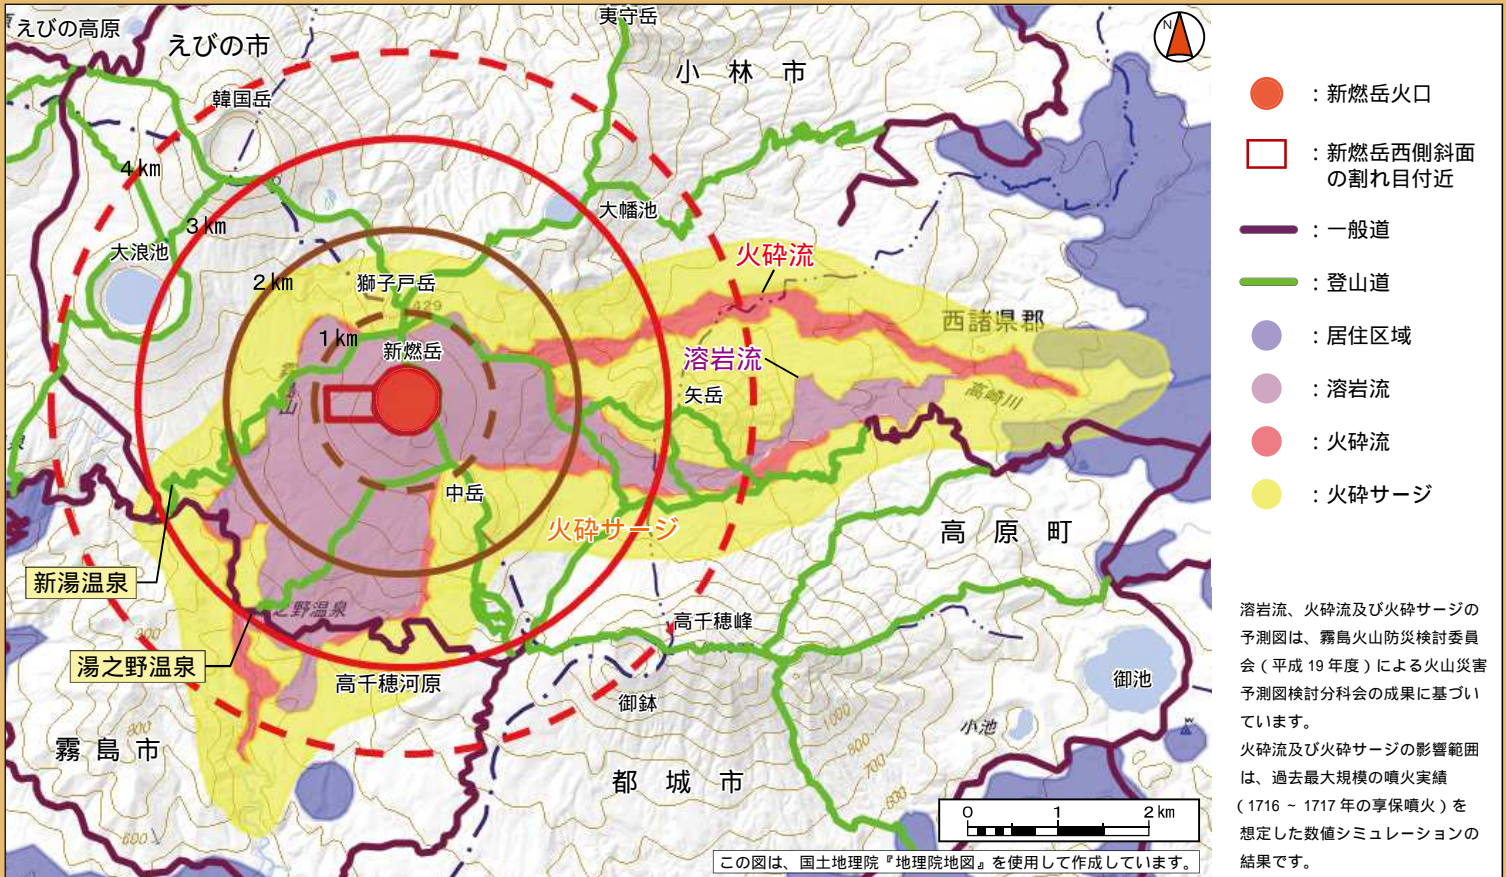 えびの高原
えびの市
夷守岳
小林市
N
韓国岳
4km
3km
大浪池
大幡池
2km
獅子戸岳
火砕流
429
西諸県郡
1km
新燃岳
溶岩流
矢岳
高崎川
中岳
火砕サージ
高原町
新湯温泉
之野温泉
高千穂峰
900
湯之野温泉
高千穂河原
御鉢
御池
小池
霧島市
800
都城市
1000
800
700
600
600
0 1 2km
この図は、国土地理院『地理院地図』を使用して作成しています。
：新燃岳火口
：新燃岳西側斜面
の割れ目付近
：一般道
：登山道
：居住区域
：溶岩流
：火砕流
：火砕サージ
溶岩流、火砕流及び火砕サージの
予測図は、霧島火山防災検討委員
会（平成19年度）による火山災害
予測図検討分科会の成果に基づい
ています。
火砕流及び火砕サージの影響範囲
は、過去最大規模の噴火実績
（1716 ~ 1717年の享保噴火）を
想定した数値シミュレーションの
結果です。